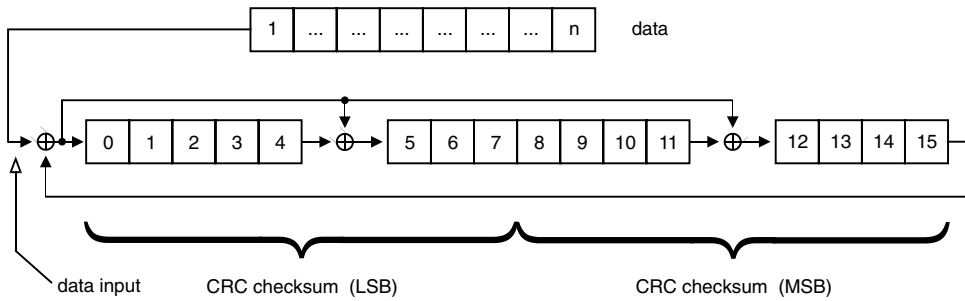 1 ... ... ... ... ... ... n data
0 1 2 3 4 5 6 7 8 9 10 11 12 13 14 15
data input CRC checksum (LSB) CRC checksum (MSB)